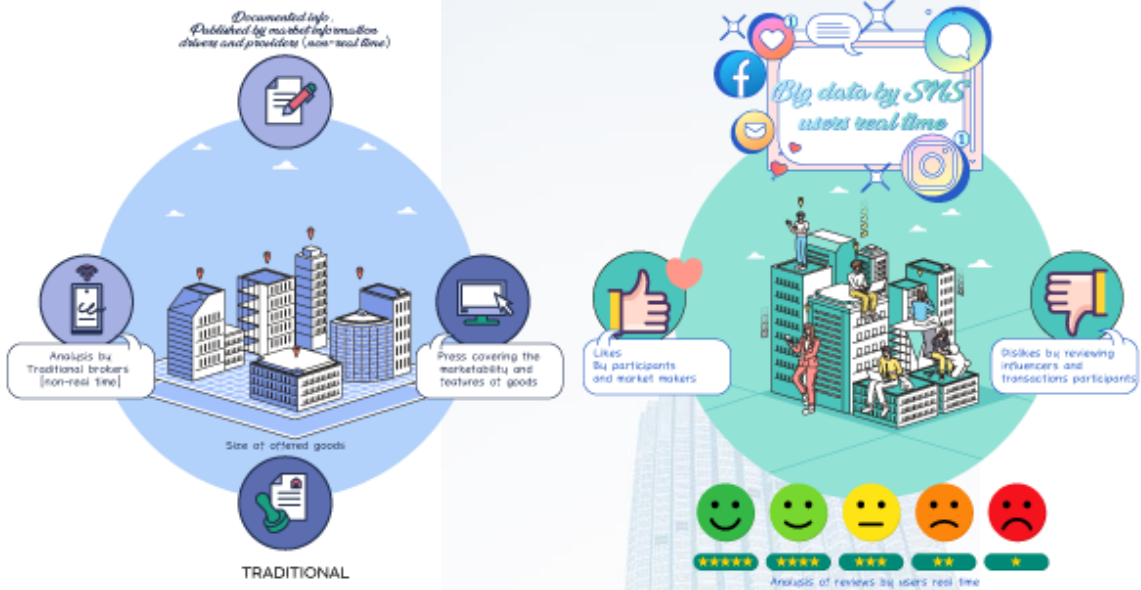 Documented info,
Published by market information
drivers and providers (non-real time)
Analysis by
Traditional brokers
[non-real time]
Press covering the
marketability and
features of goods
Size of offered goods
TRADITIONAL
1
Big data by SNS
users real time
1
Likes
By participants
and market makers
Dislikes by reviewing
influencers and
transactions participants
Analysis of reviews by users real time